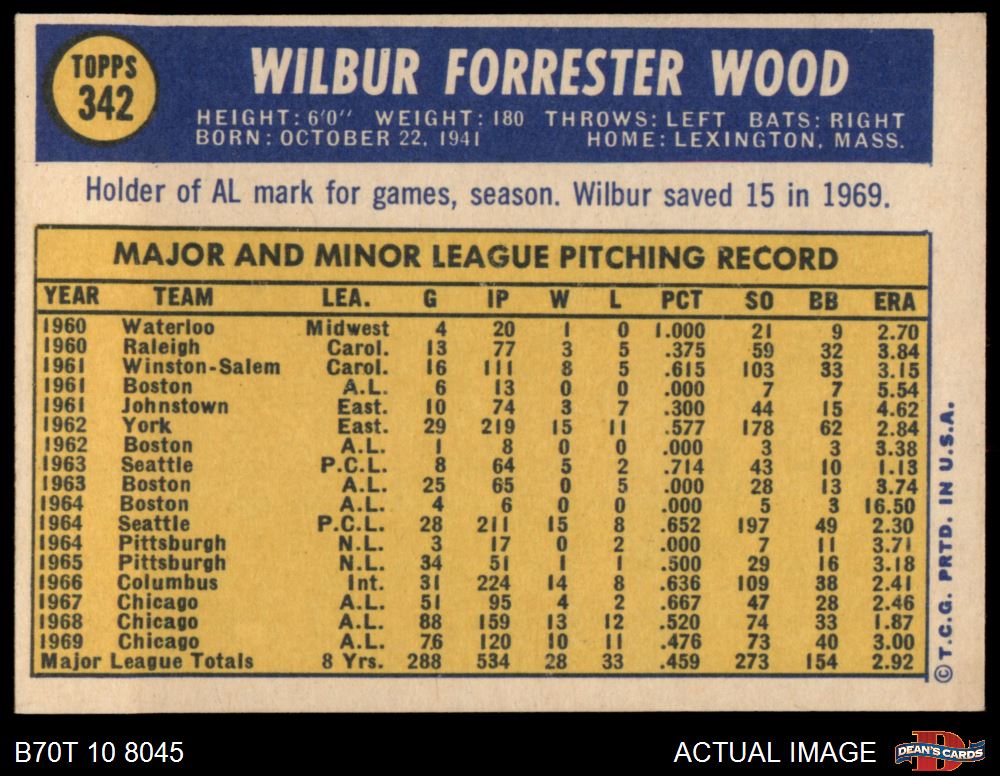 TOPPS
342
WILBUR FORRESTER WOOD
HEIGHT: 6'0" WEIGHT: 180 THROWS: LEFT BATS: RIGHT
BORN: OCTOBER 22, 1941 HOME: LEXINGTON, MASS.
Holder of AL mark for games, season. Wilbur saved 15 in 1969.
MAJOR AND MINOR LEAGUE PITCHING RECORD
YEAR TEAM LEA. G IP W L PCT SO BB ERA
1960 Waterloo Midwest 4 20 1 0 1.000 21 9 2.70
1960 Raleigh Carol. 13 77 3 5 .375 59 32 3.84
1961 Winston-Salem Carol. 16 111 8 5 .615 103 33 3.15
1961 Boston A.L. 6 13 0 0 .000 7 7 5.54
1961 Johnstown East. 10 74 3 7 .300 44 15 4.62
1962 York East. 29 219 15 11 .577 178 62 2.84
1962 Boston A.L. 1 8 0 0 .000 3 3 3.38
1963 Seattle P.C.L. 8 64 5 2 .714 43 10 1.13
1963 Boston A.L. 25 65 0 5 .000 28 13 3.74
1964 Boston A.L. 4 6 0 0 .000 5 3 16.50
1964 Seattle P.C.L. 28 211 15 8 .652 197 49 2.30
1964 Pittsburgh N.L. 3 17 0 2 .000 7 11 3.71
1965 Pittsburgh N.L. 34 51 1 1 .500 29 16 3.18
1966 Columbus Int. 31 224 14 8 .636 109 38 2.41
1967 Chicago A.L. 51 95 4 2 .667 47 28 2.46
1968 Chicago A.L. 88 159 13 12 .520 74 33 1.87
1969 Chicago A.L. 76 120 10 11 .476 73 40 3.00
Major League Totals 8 Yrs. 288 534 28 33 .459 273 154 2.92
© T.C.G. PRTD. IN U.S.A.
B70T 10 8045
ACTUAL IMAGE
DEAN'S CARDS